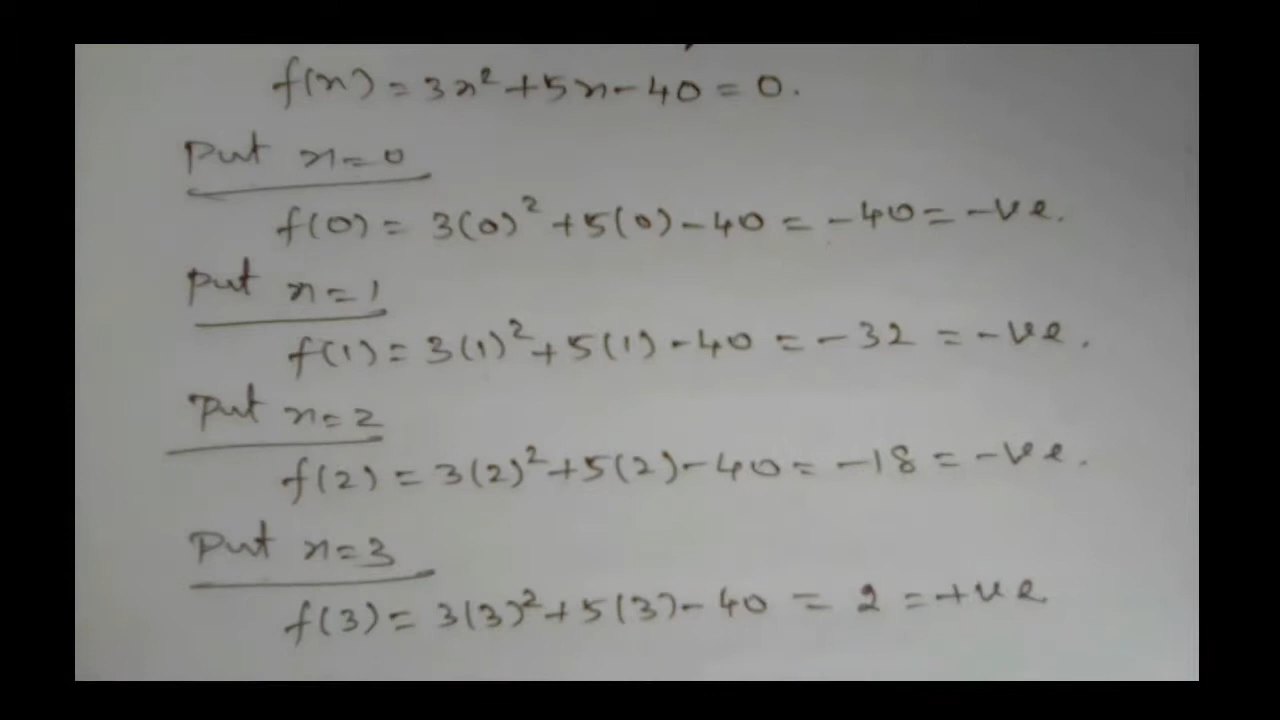 f(x) = 3x² + 5x - 40 = 0.
Put x = 0
f(0) = 3(0)² + 5(0) - 40 = -40 = -ve.
Put x = 1
f(1) = 3(1)² + 5(1) - 40 = -32 = -ve.
Put x = 2
f(2) = 3(2)² + 5(2) - 40 = -18 = -ve.
Put x = 3
f(3) = 3(3)² + 5(3) - 40 = 2 = +ve